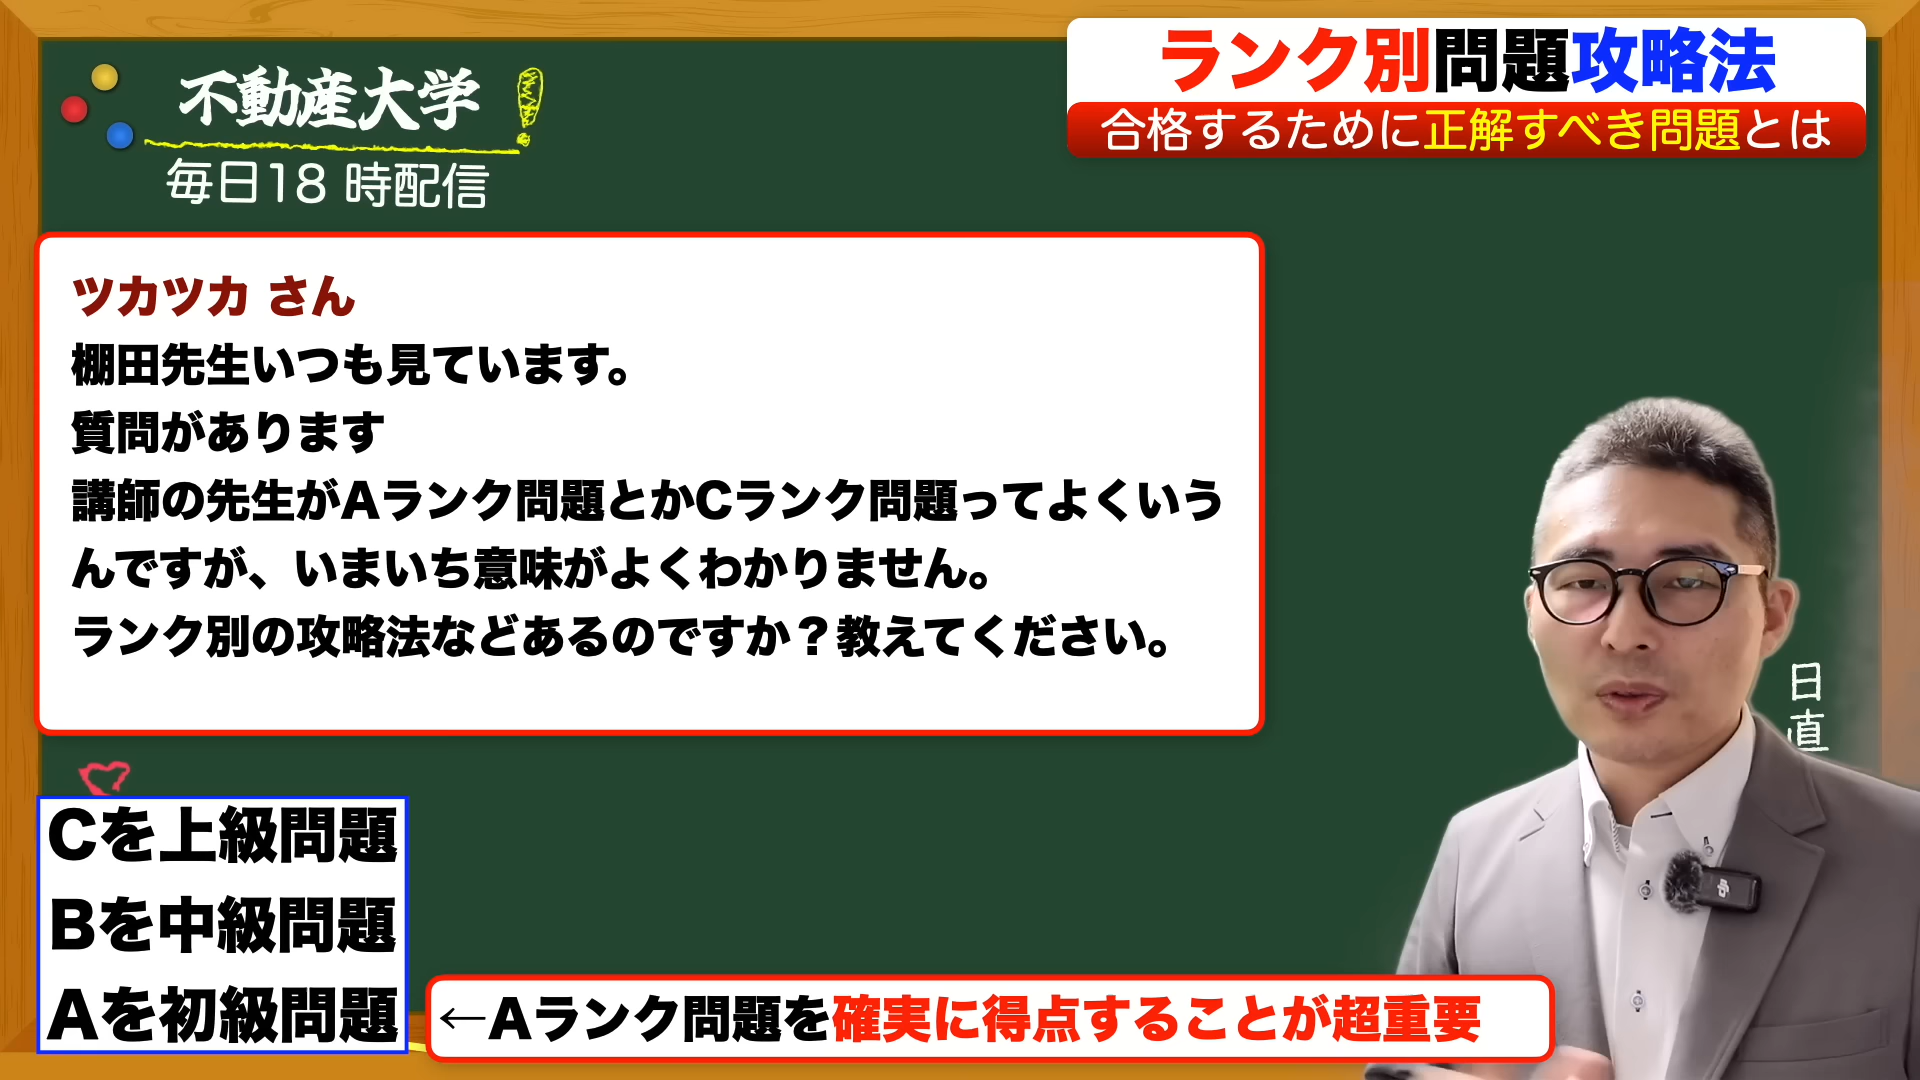 不動産大学!
毎日18時配信
ランク別問題攻略法
合格するために正解すべき問題とは
ツカツカ さん
棚田先生いつも見ています。
質問があります
講師の先生がAランク問題とかCランク問題ってよくいう
んですが、いまいち意味がよくわかりません。
ランク別の攻略法などあるのですか？教えてください。
日直
Cを上級問題
Bを中級問題
Aを初級問題
←Aランク問題を確実に得点することが超重要